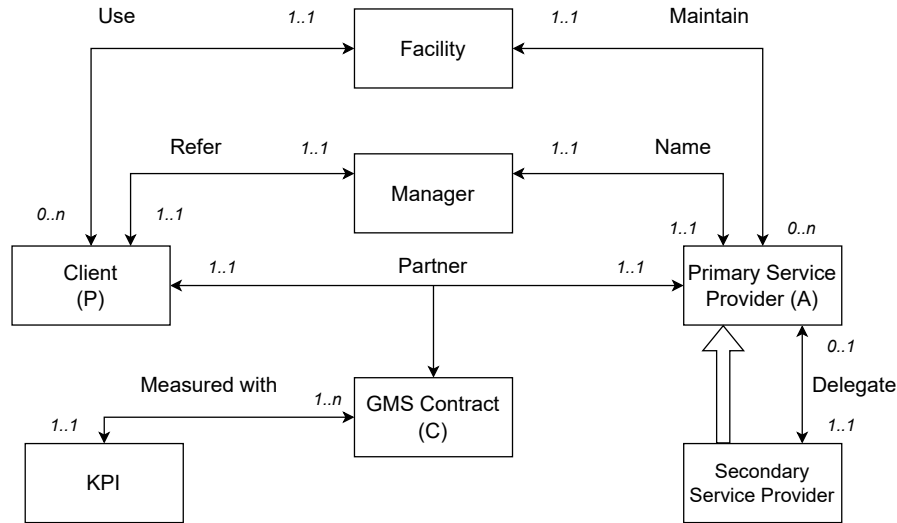 Use
1..1
1..1
Maintain
Facility
Refer
1..1
1..1
Name
Manager
0..n
1..1
1..1
0..n
Client
(P)
1..1
Partner
1..1
Primary Service
Provider (A)
0..1
Measured with
1..n
GMS Contract
(C)
Delegate
1..1
1..1
KPI
Secondary
Service Provider